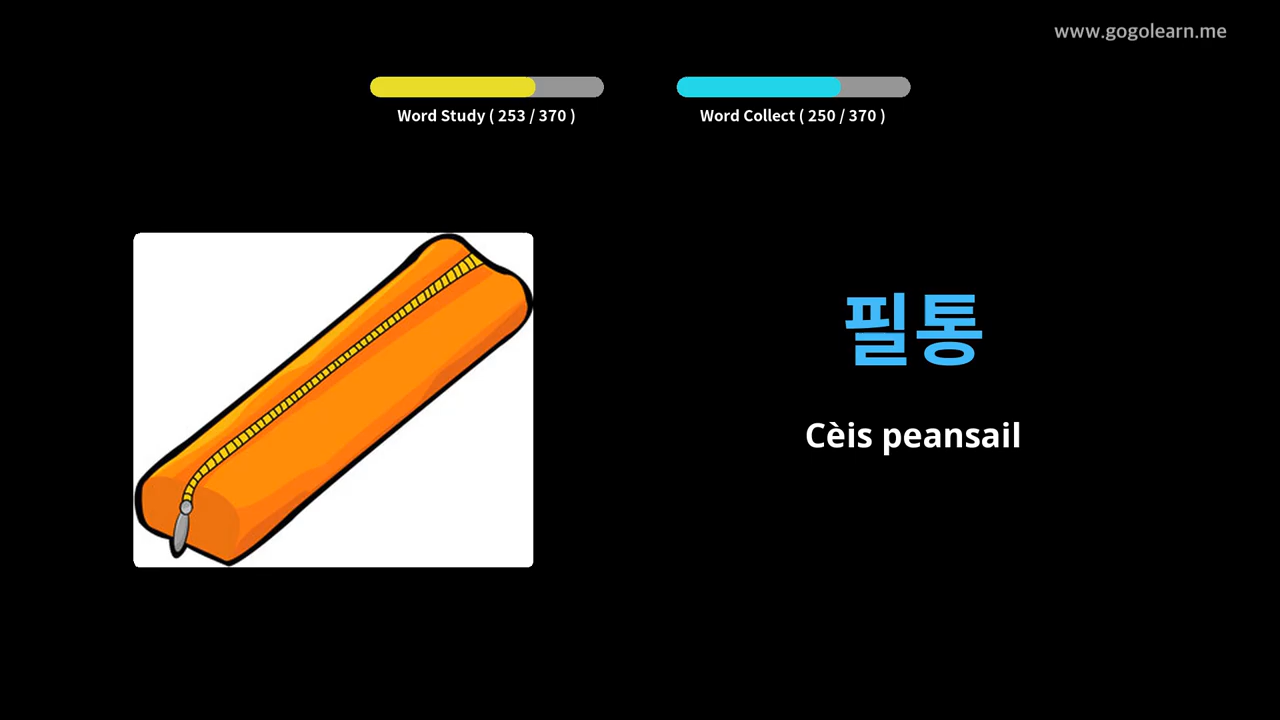 www.gogolearn.me
Word Study ( 253 / 370 )
Word Collect ( 250 / 370 )
필통
Cèis peansail